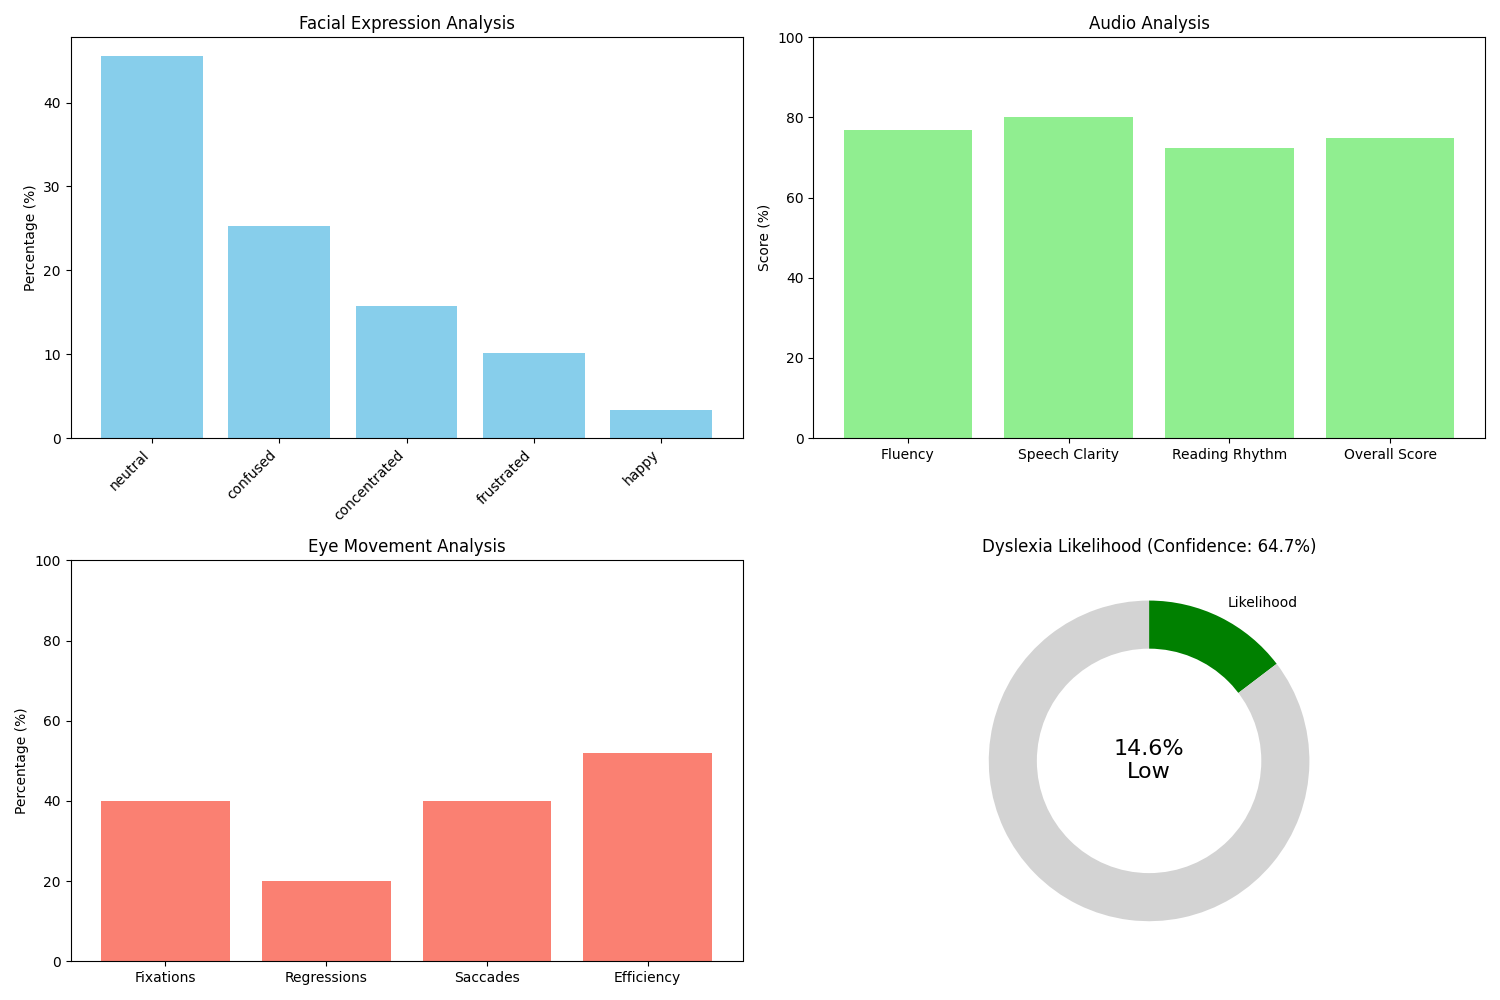 Facial Expression Analysis
Percentage (%)
40
30
20
10
0
neutral
confused
concentrated
frustrated
happy
Audio Analysis
Score (%)
100
80
60
40
20
0
Fluency
Speech Clarity
Reading Rhythm
Overall Score
Eye Movement Analysis
Percentage (%)
100
80
60
40
20
0
Fixations
Regressions
Saccades
Efficiency
Dyslexia Likelihood (Confidence: 64.7%)
Likelihood
14.6%
Low